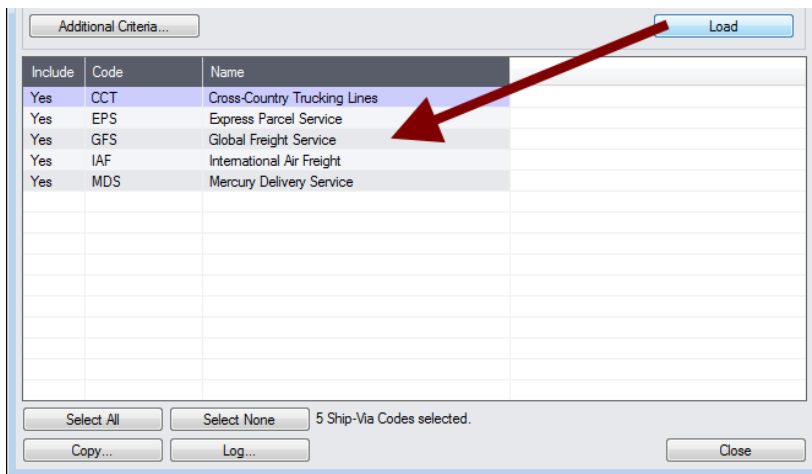 Additional Criteria... Load
Include Code Name
Yes CCT Cross-Country Trucking Lines
Yes EPS Express Parcel Service
Yes GFS Global Freight Service
Yes IAF International Air Freight
Yes MDS Mercury Delivery Service
Select All Select None 5 Ship-Via Codes selected.
Copy... Log... Close